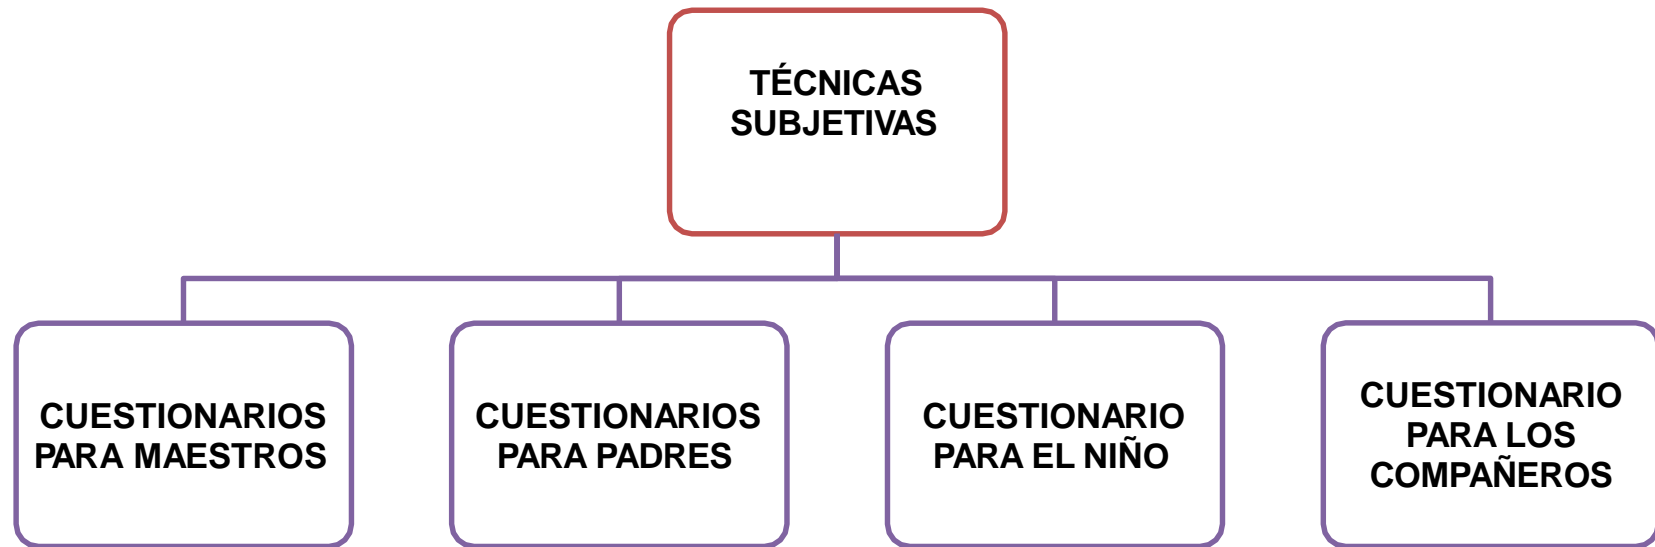 TÉCNICAS
SUBJETIVAS
CUESTIONARIOS
PARA MAESTROS
CUESTIONARIOS
PARA PADRES
CUESTIONARIO
PARA EL NIÑO
CUESTIONARIO
PARA LOS
COMPAÑEROS